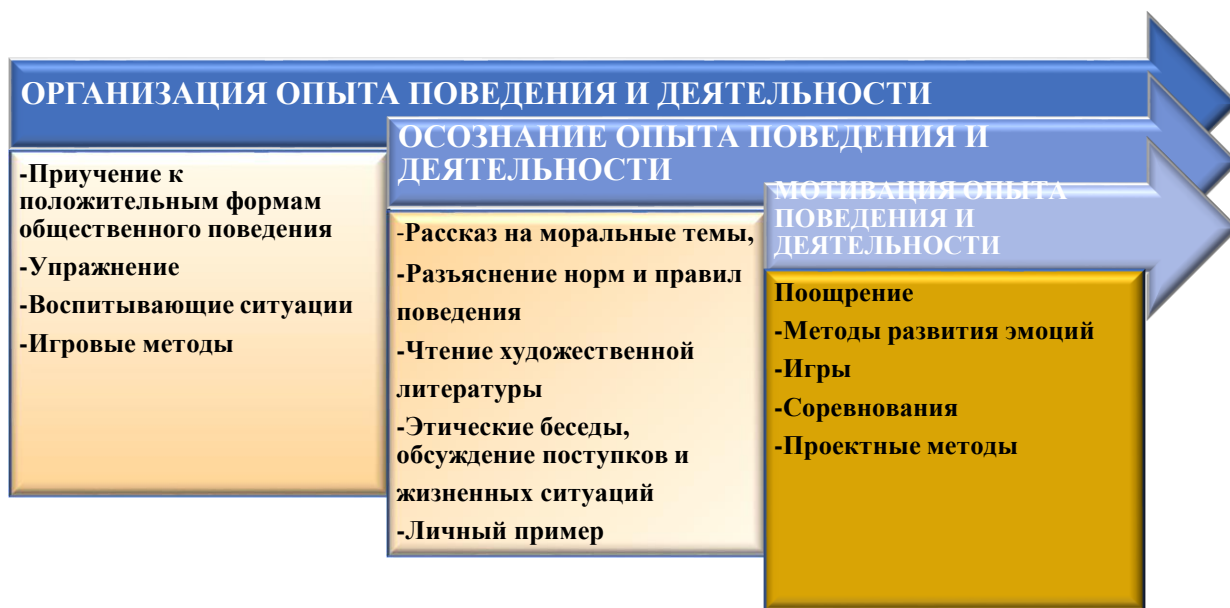 ОРГАНИЗАЦИЯ ОПЫТА ПОВЕДЕНИЯ И ДЕЯТЕЛЬНОСТИ
-Приучение к
положительным формам
общественного поведения
-Упражнение
-Воспитывающие ситуации
-Игровые методы
ОСОЗНАНИЕ ОПЫТА ПОВЕДЕНИЯ И
ДЕЯТЕЛЬНОСТИ
-Рассказ на моральные темы,
-Разъяснение норм и правил
поведения
-Чтение художественной
литературы
-Этические беседы,
обсуждение поступков и
жизненных ситуаций
-Личный пример
МОТИВАЦИЯ ОПЫТА
ПОВЕДЕНИЯ И
ДЕЯТЕЛЬНОСТИ
Поощрение
-Методы развития эмоций
-Игры
-Соревнования
-Проектные методы